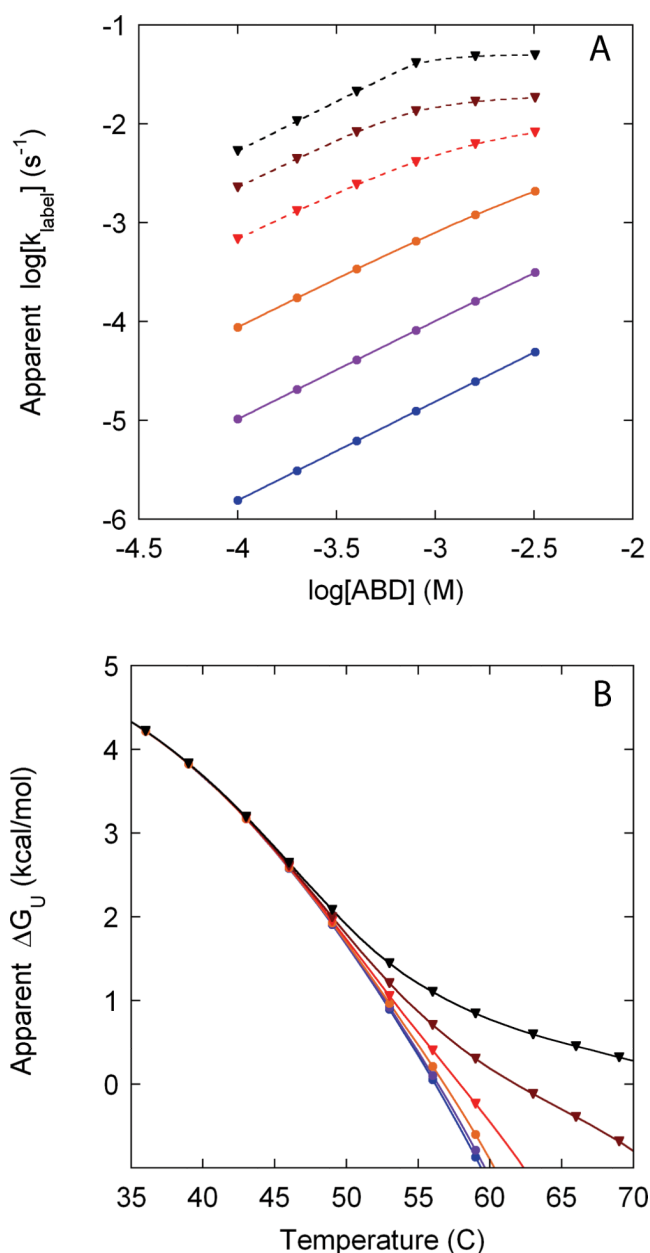 A
-1
-2
-3
-4
-5
-6
Apparent log[k_label] (s⁻¹)
-4.5 -4 -3.5 -3 -2.5 -2
log[ABD] (M)
B
5
4
3
2
1
0
Apparent ΔG_U (kcal/mol)
35 40 45 50 55 60 65 70
Temperature (C)